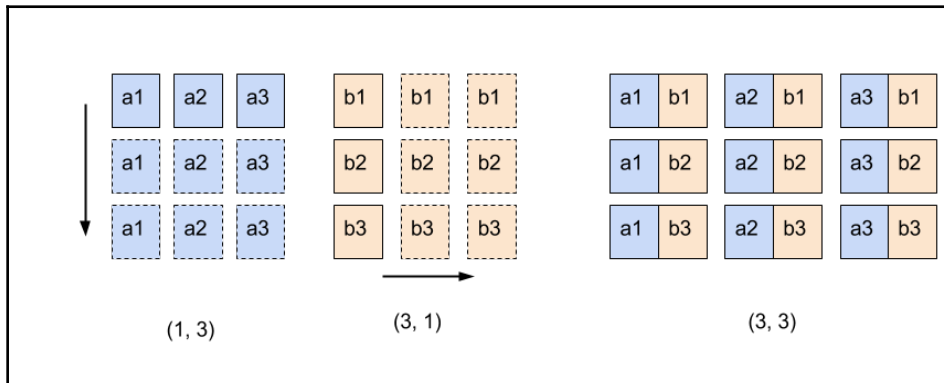 a1 a2 a3 b1 b1 b1 a1 b1 a2 b1 a3 b1
a1 a2 a3 b2 b2 b2 a1 b2 a2 b2 a3 b2
a1 a2 a3 b3 b3 b3 a1 b3 a2 b3 a3 b3
(1, 3) (3, 1) (3, 3)